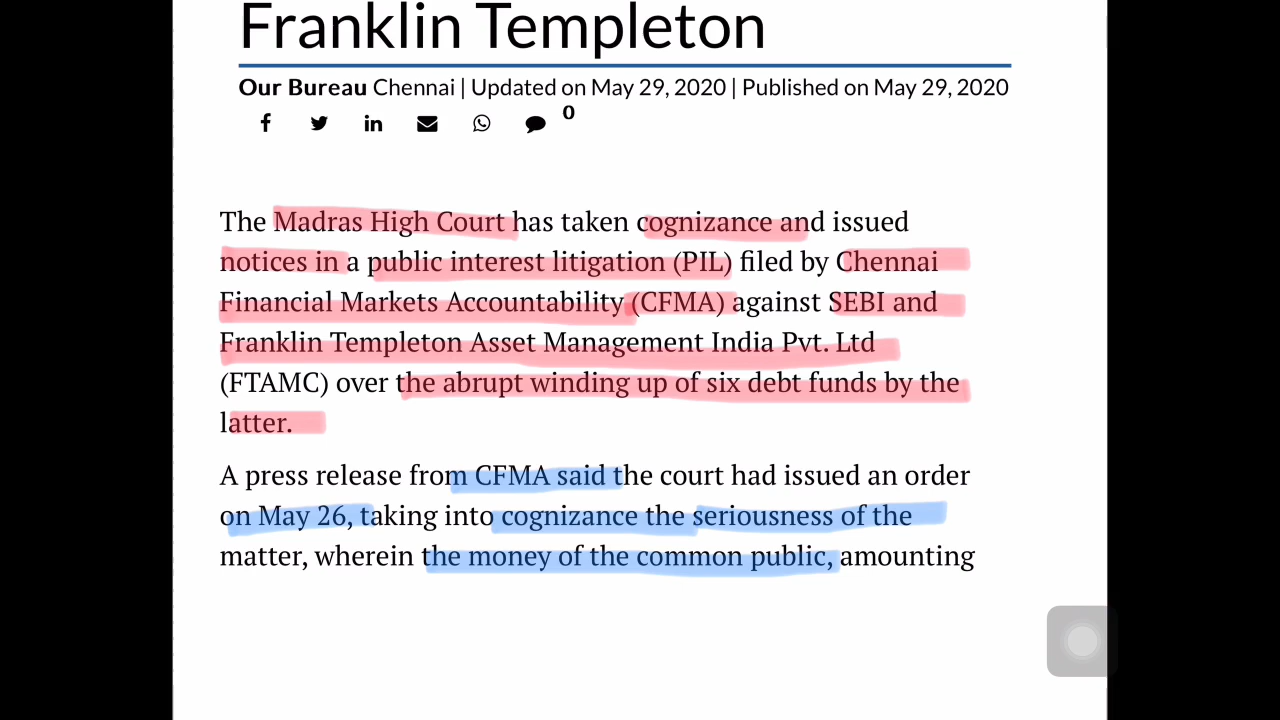 Franklin Templeton
Our Bureau Chennai | Updated on May 29, 2020 | Published on May 29, 2020
0
The Madras High Court has taken cognizance and issued
notices in a public interest litigation (PIL) filed by Chennai
Financial Markets Accountability (CFMA) against SEBI and
Franklin Templeton Asset Management India Pvt. Ltd
(FTAMC) over the abrupt winding up of six debt funds by the
latter.
A press release from CFMA said the court had issued an order
on May 26, taking into cognizance the seriousness of the
matter, wherein the money of the common public, amounting